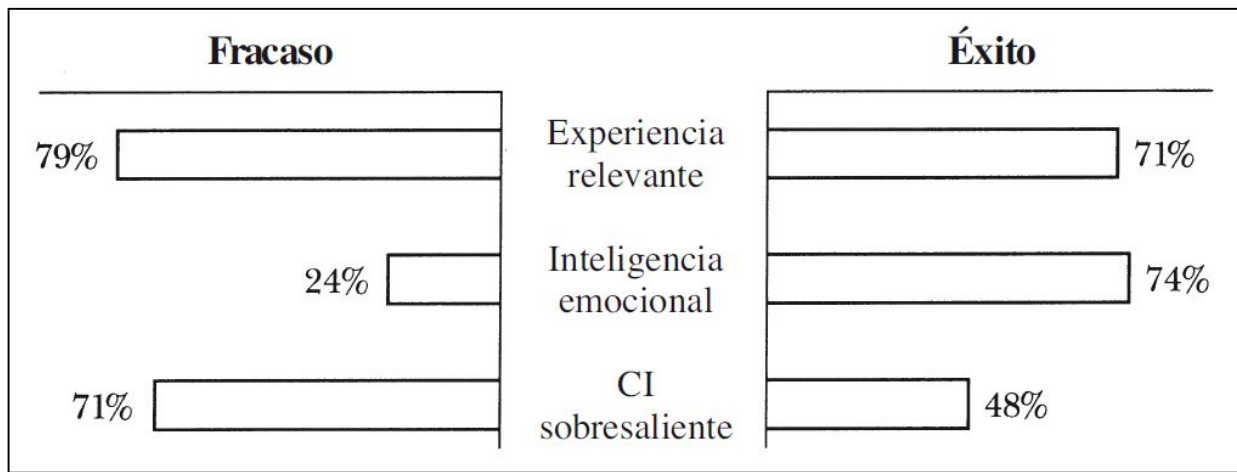 Fracaso
Éxito
79%
Experiencia
relevante
71%
24%
Inteligencia
emocional
74%
71%
CI
sobresaliente
48%